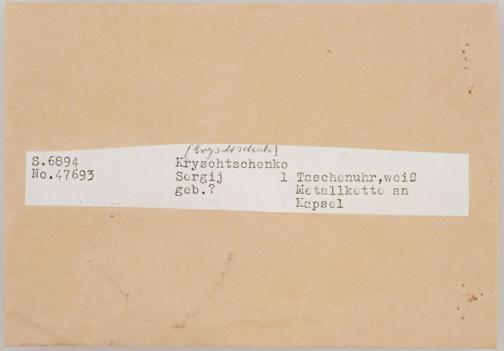 S.6894
No.47693
Kryschtschenko
Sergij 1 Taschenuhr,weiß
geb.? Metallkette an
Kapsel